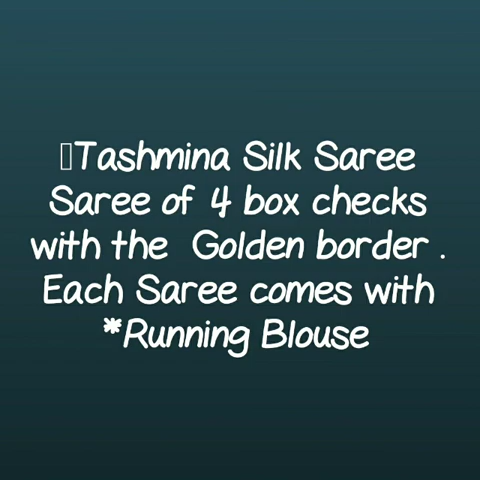 ▯Tashmina Silk Saree
Saree of 4 box checks
with the  Golden border .
Each Saree comes with
*Running Blouse